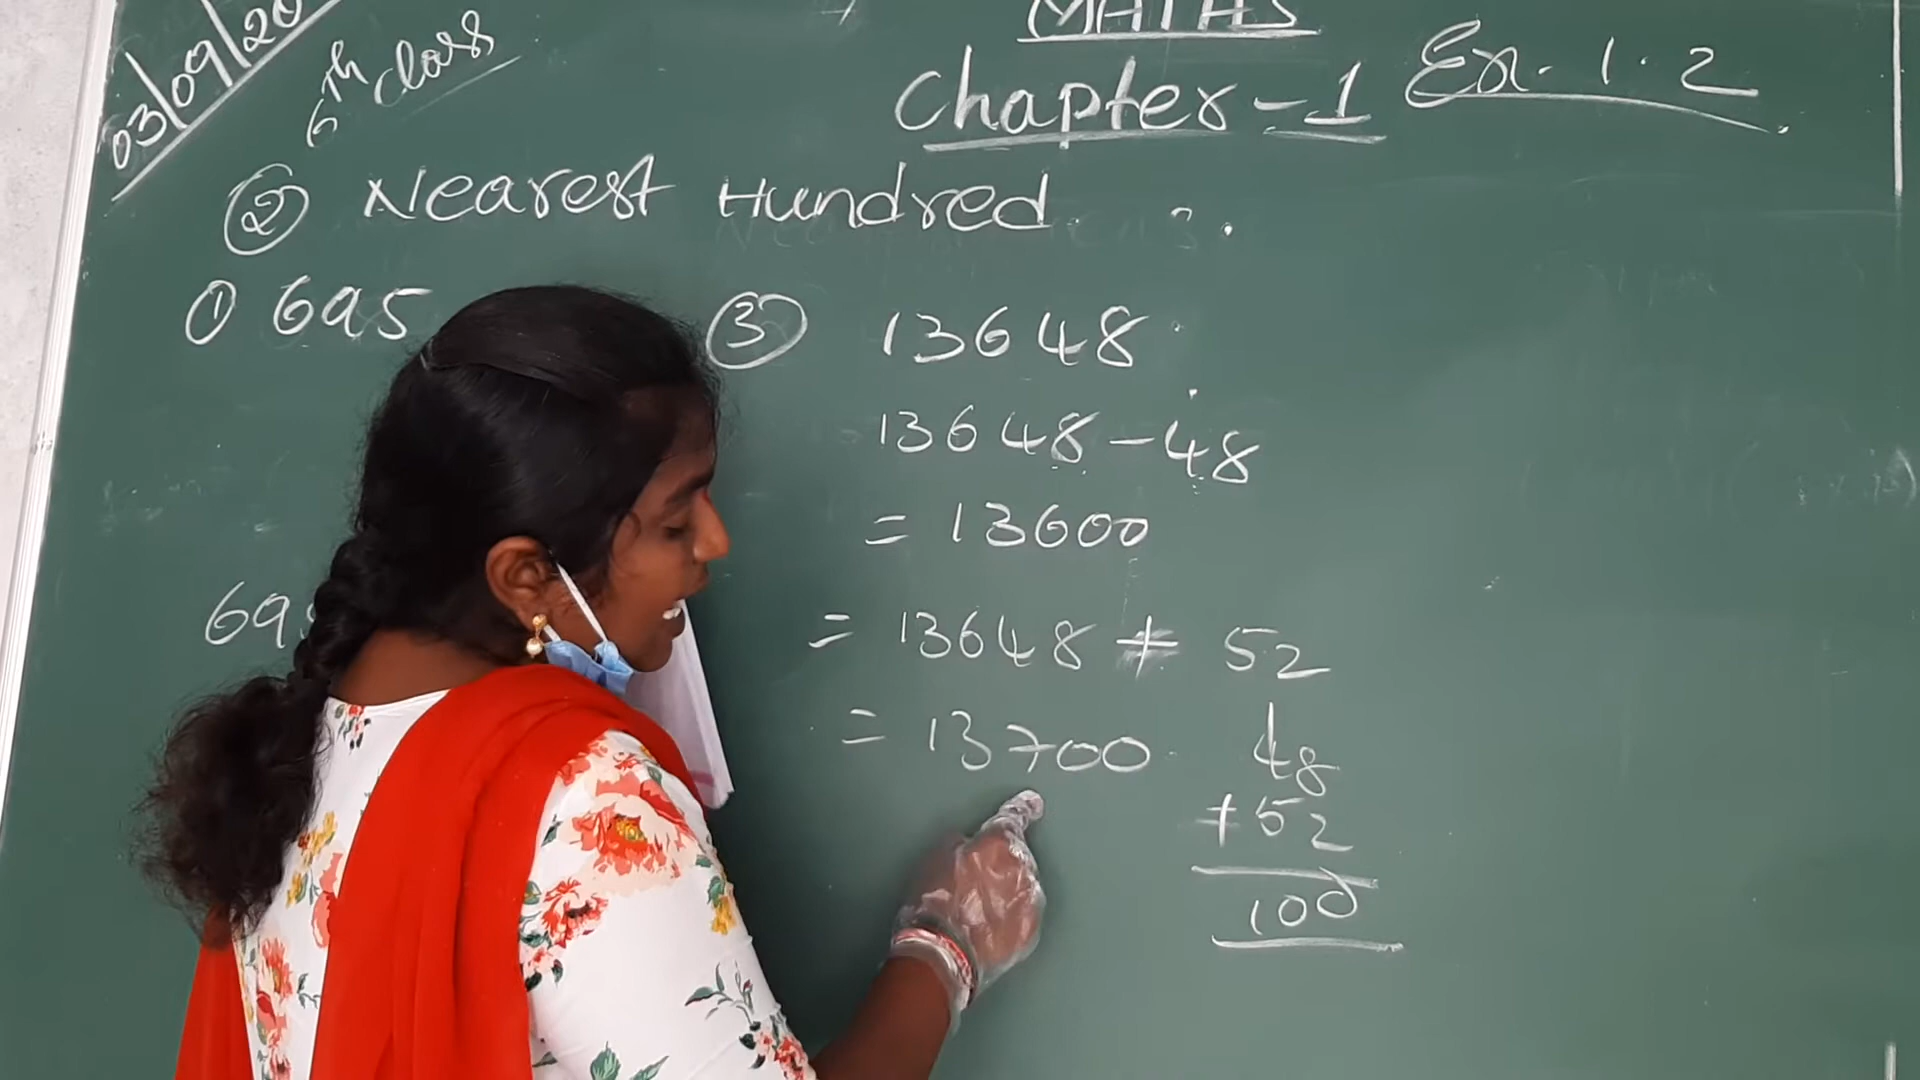 03/09/20
6th class
MATHS
Chapter-1 Ex. 1.2
② Nearest Hundred
① 695
③ 13648
13648-48
= 13600
= 13648 + 52
= 13700
48
+52
100